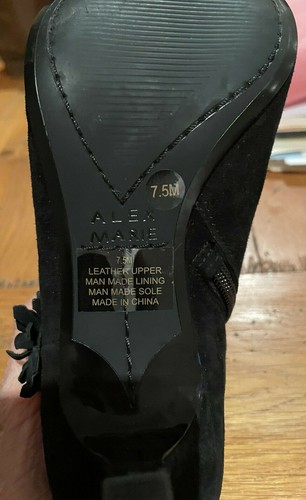 7.5M
ALEX
MARIE
7.5M
LEATHER UPPER
MAN MADE LINING
MAN MADE SOLE
MADE IN CHINA